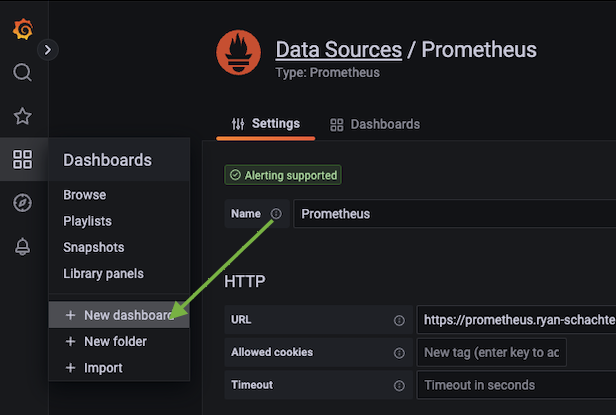 Data Sources / Prometheus
Type: Prometheus
Settings
Dashboards
Dashboards
Browse
Playlists
Snapshots
Library panels
+ New dashboard
+ New folder
+ Import
Alerting supported
Name
Prometheus
HTTP
URL
https://prometheus.ryan-schachte
Allowed cookies
New tag (enter key to ac
Timeout
Timeout in seconds